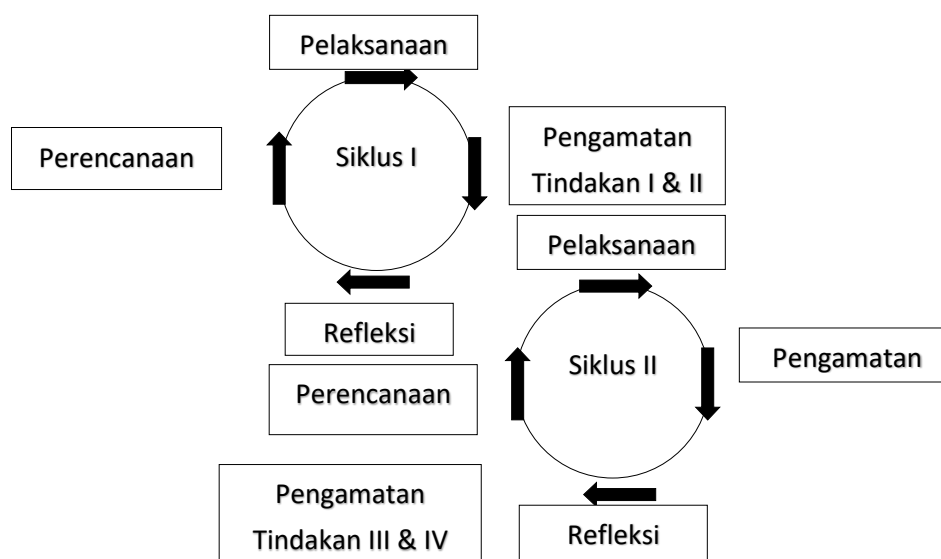 Pelaksanaan
Perencanaan
Siklus I
Pengamatan
Tindakan I & II
Pelaksanaan
Refleksi
Siklus II
Pengamatan
Perencanaan
Pengamatan
Tindakan III & IV
Refleksi